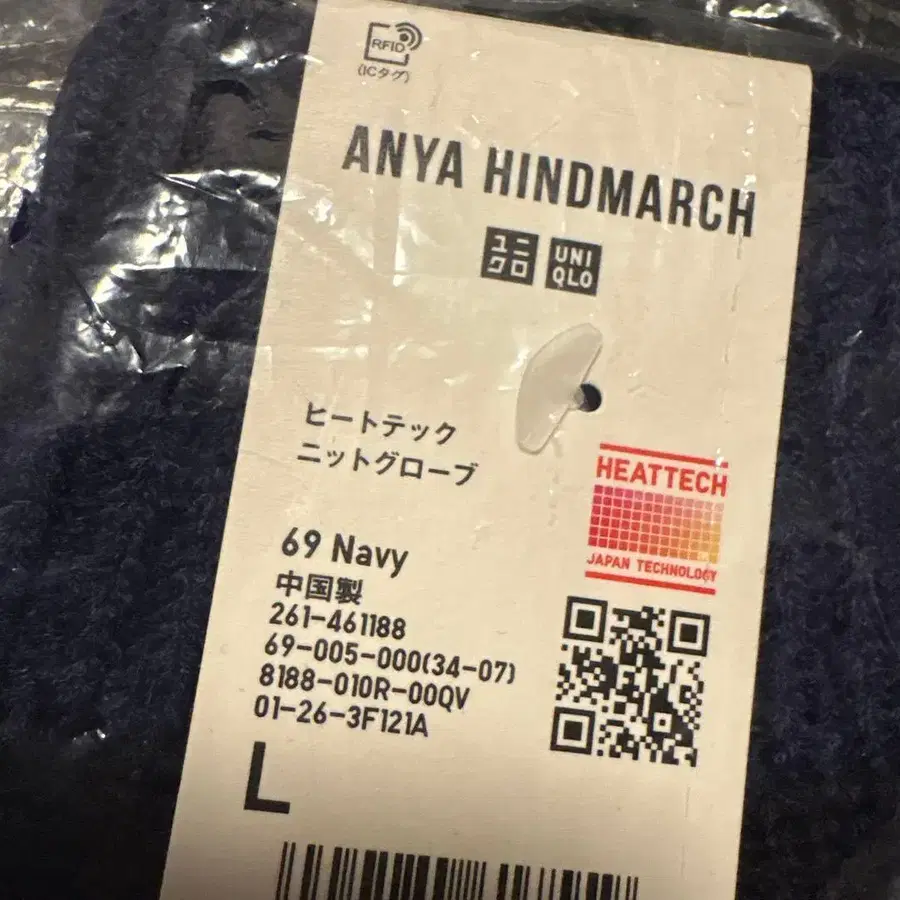 RFID
(ICタグ)
ANYA HINDMARCH
ユニクロ
UNIQLO
ヒートテック
ニットグローブ
HEATTECH
JAPAN TECHNOLOGY
69 Navy
中国製
261-461188
69-005-000(34-07)
8188-010R-00QV
01-26-3F121A
L